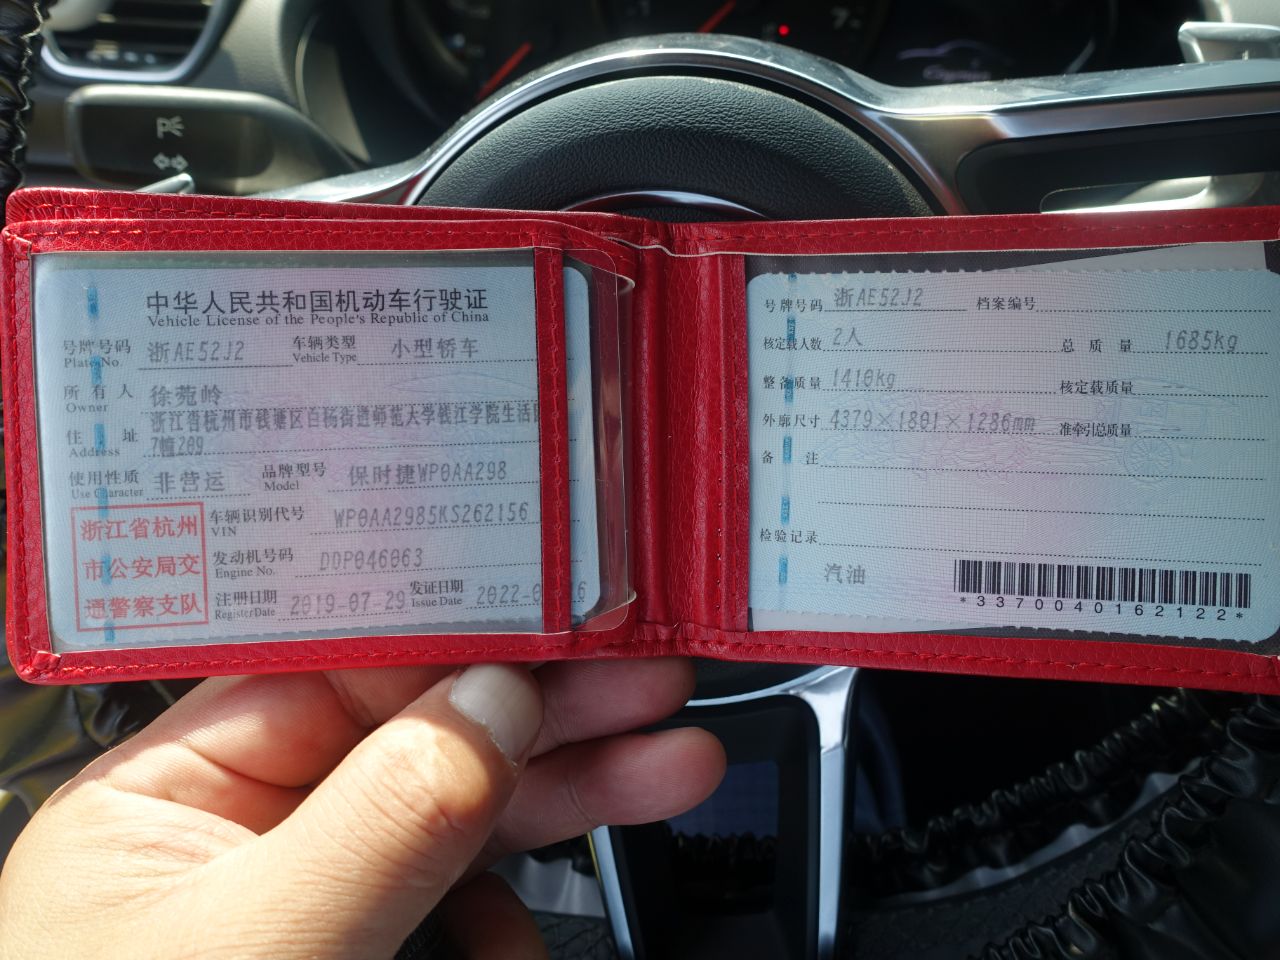 中华人民共和国机动车行驶证
Vehicle License of the People's Republic of China
号牌号码 浙AE52J2 车辆类型 小型轿车
Plate No. Vehicle Type
所有人 徐菀岭
Owner
浙江省杭州市钱塘区百杨街道师范大学钱江学院生活
住址 7幢209
Address
使用性质 非营运 品牌型号 保时捷WP0AA298
Use Character Model
浙江省杭州
市公安局交
通警察支队
车辆识别代号 WP0AA2985KS262156
VIN
发动机号码 DDP046063
Engine No.
注册日期 2019-07-29 发证日期 2022-0 16
Register Date Issue Date
号牌号码 浙AE52J2 档案编号
核定载人数 2人 总质量 1685kg
整备质量 1410kg 核定载质量
外廓尺寸 4379×1801×1286mm 准牵引总质量
备注
检验记录
汽油
*3370040162122*